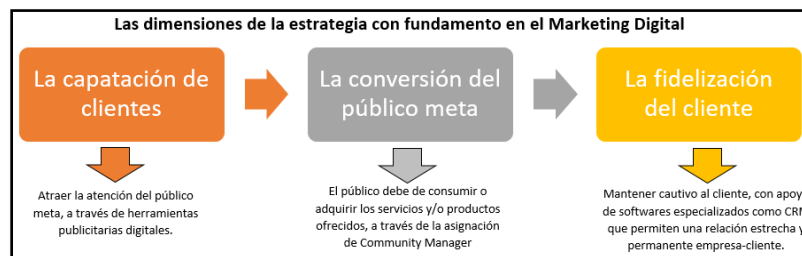 Las dimensiones de la estrategia con fundamento en el Marketing Digital
La capatación de
clientes
La conversión del
público meta
La fidelización
del cliente
Atraer la atención del público
meta, a través de herramientas
publicitarias digitales.
El público debe de consumir o
adquirir los servicios y/o productos
ofrecidos, a través de la asignación
de Community Manager
Mantener cautivo al cliente, con apoyo
de softwares especializados como CRM
que permiten una relación estrecha y
permanente empresa-cliente.